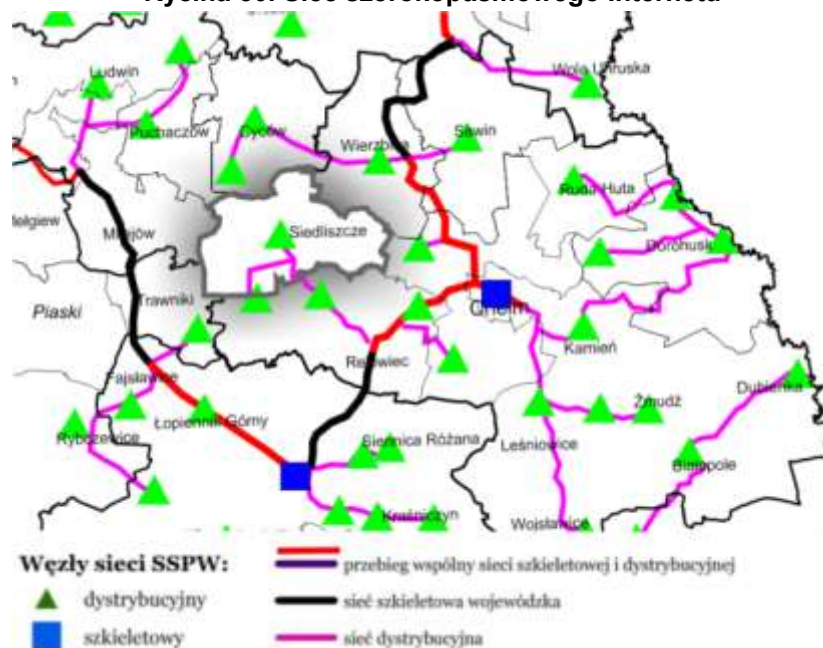 Ludwin
Wola Uhruska
Puchaczów
Cyców
Wierzbica
Sawin
Ruda Huta
Siedliszcze
Dorohusk
Milejów
Trawniki
Piaski
Chełm
Kamień
Rejowiec
Fajsławice
Dubienka
Łopiennik Górny
Żmudź
Rybczewice
Siennica Różana
Leśniowice
Białopole
Kraśniczyn
Wojsławice
Węzły sieci SSPW:
przebieg wspólny sieci szkieletowej i dystrybucyjnej
dystrybucyjny
sieć szkieletowa wojewódzka
szkieletowy
sieć dystrybucyjna